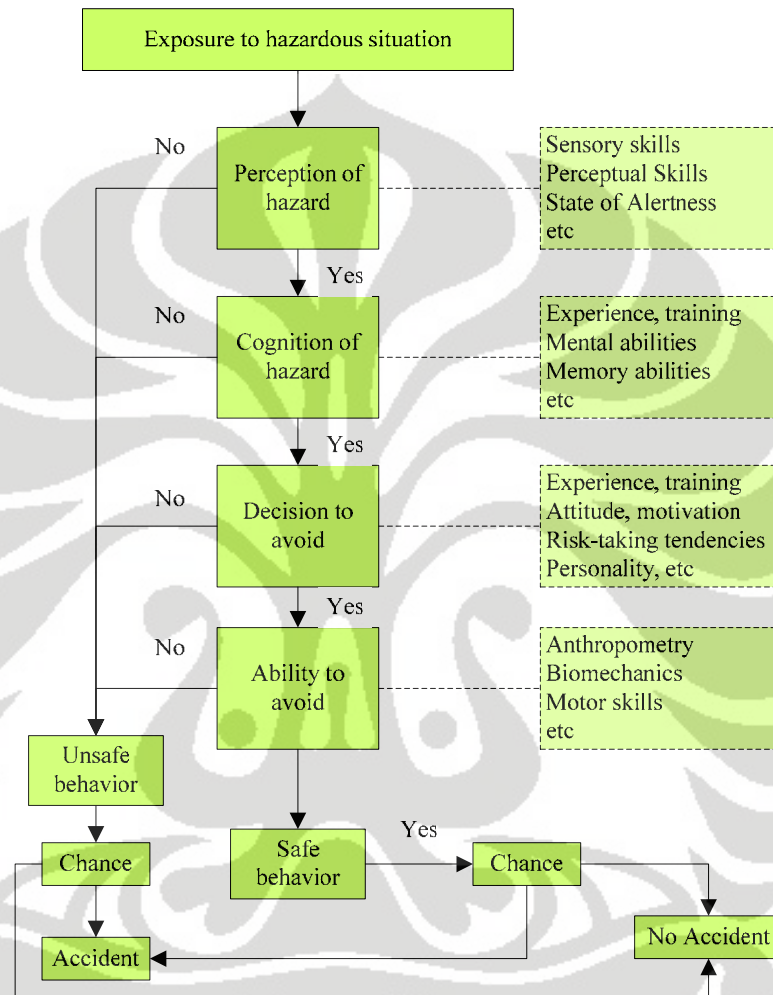 Exposure to hazardous situation
No
Perception of
hazard
Sensory skills
Perceptual Skills
State of Alertness
etc
Yes
No
Cognition of
hazard
Experience, training
Mental abilities
Memory abilities
etc
Yes
No
Decision to
avoid
Experience, training
Attitude, motivation
Risk-taking tendencies
Personality, etc
Yes
No
Ability to
avoid
Anthropometry
Biomechanics
Motor skills
etc
Unsafe
behavior
Safe
behavior
Yes
Chance
Chance
No Accident
Accident